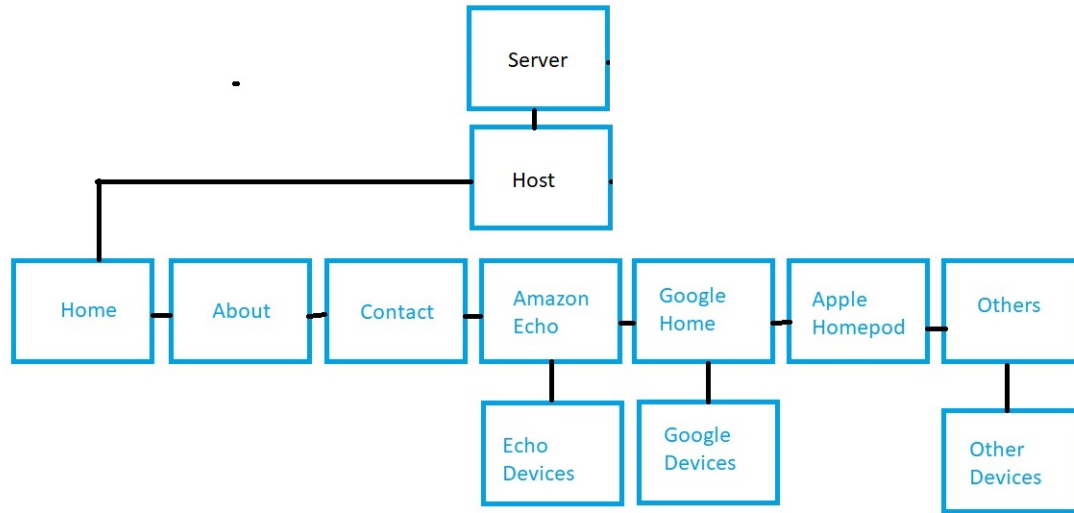 Server
Host
Home
About
Contact
Amazon
Echo
Google
Home
Apple
Homepod
Others
Echo
Devices
Google
Devices
Other
Devices